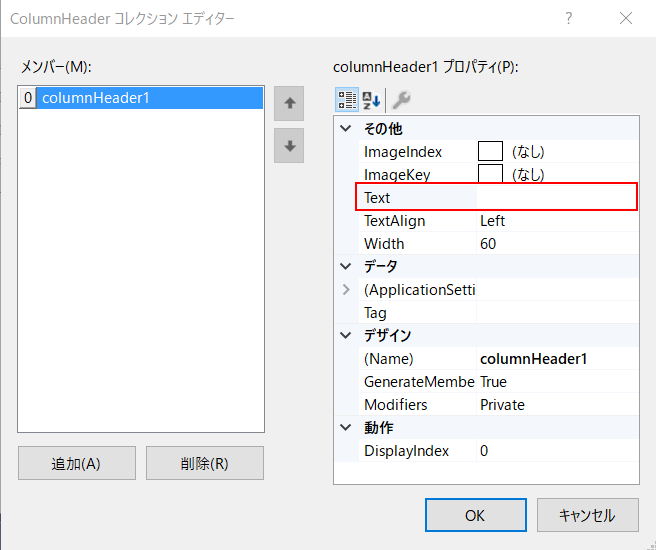 ColumnHeader コレクション エディター ?
メンバー(M):
0 columnHeader1
追加(A) 削除(R)
columnHeader1 プロパティ(P):
その他
ImageIndex (なし)
ImageKey (なし)
Text
TextAlign Left
Width 60
データ
(ApplicationSetti
Tag
デザイン
(Name) columnHeader1
GenerateMembe True
Modifiers Private
動作
DisplayIndex 0
OK キャンセル